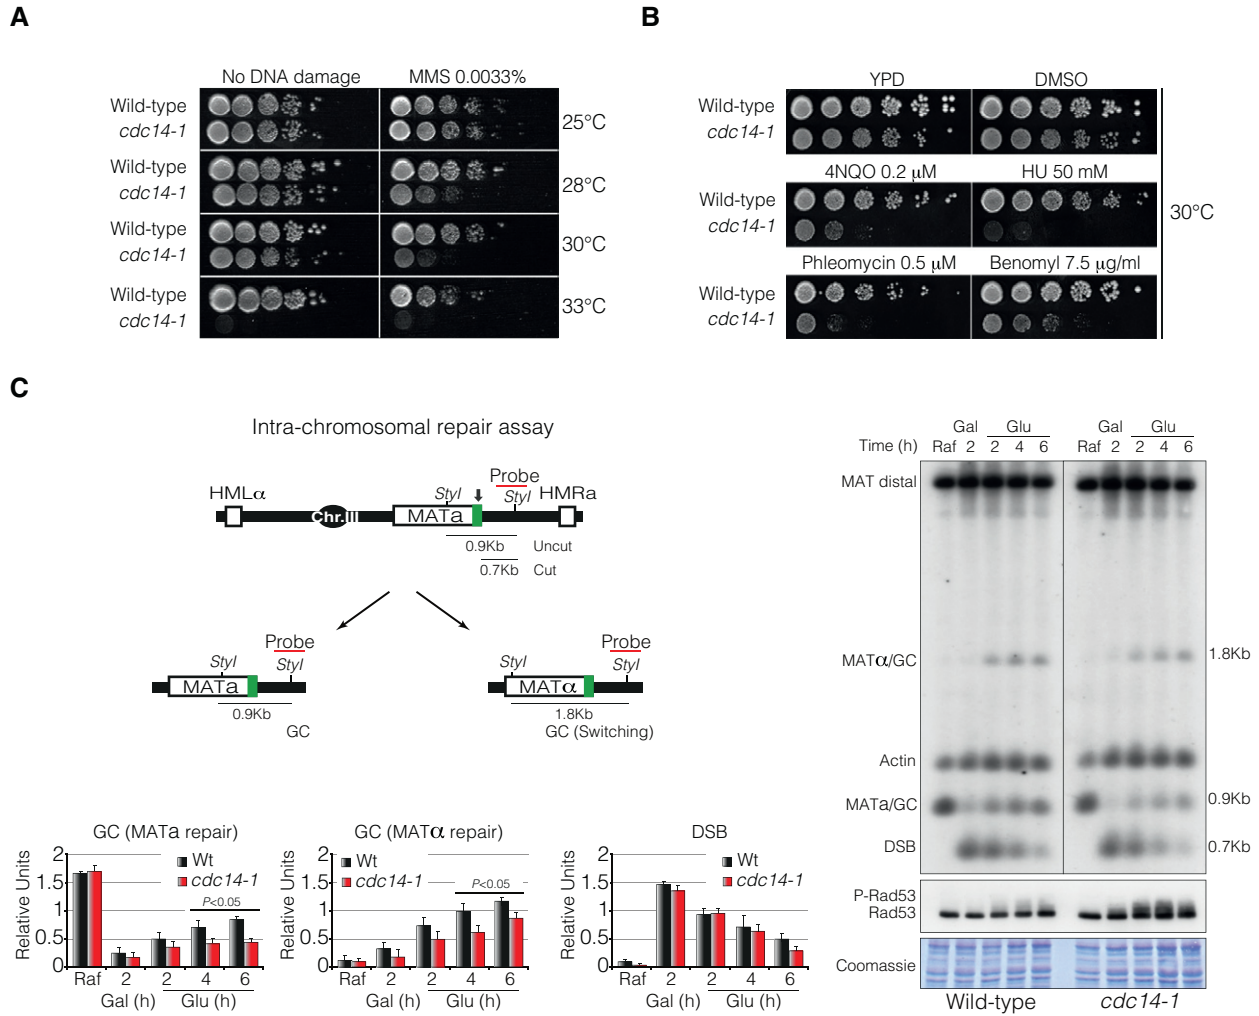 A
No DNA damage
MMS 0.0033%
Wild-type
cdc14-1
25°C
Wild-type
cdc14-1
28°C
Wild-type
cdc14-1
30°C
Wild-type
cdc14-1
33°C
B
YPD
DMSO
Wild-type
cdc14-1
4NQO 0.2 μM
HU 50 mM
Wild-type
cdc14-1
30°C
Phleomycin 0.5 μM
Benomyl 7.5 μg/ml
Wild-type
cdc14-1
C
Intra-chromosomal repair assay
Probe
HMLα
StyI
StyI
HMRa
Chr.III
MATa
0.9Kb
Uncut
0.7Kb
Cut
Probe
StyI
StyI
MATa
0.9Kb
GC
Probe
StyI
StyI
MATα
1.8Kb
GC (Switching)
GC (MATa repair)
Relative Units
2
1.5
1
0.5
0
Wt
cdc14-1
P<0.05
Raf
2
2
4
6
Gal (h)
Glu (h)
GC (MATα repair)
Relative Units
2
1.5
1
0.5
0
Wt
cdc14-1
P<0.05
Raf
2
2
4
6
Gal (h)
Glu (h)
DSB
Relative Units
2
1.5
1
0.5
0
Wt
cdc14-1
Raf
2
2
4
6
Gal (h)
Glu (h)
Gal
Glu
Gal
Glu
Time (h)
Raf
2
2
4
6
Raf
2
2
4
6
MAT distal
MATα/GC
1.8Kb
Actin
MATa/GC
0.9Kb
DSB
0.7Kb
P-Rad53
Rad53
Coomassie
Wild-type
cdc14-1